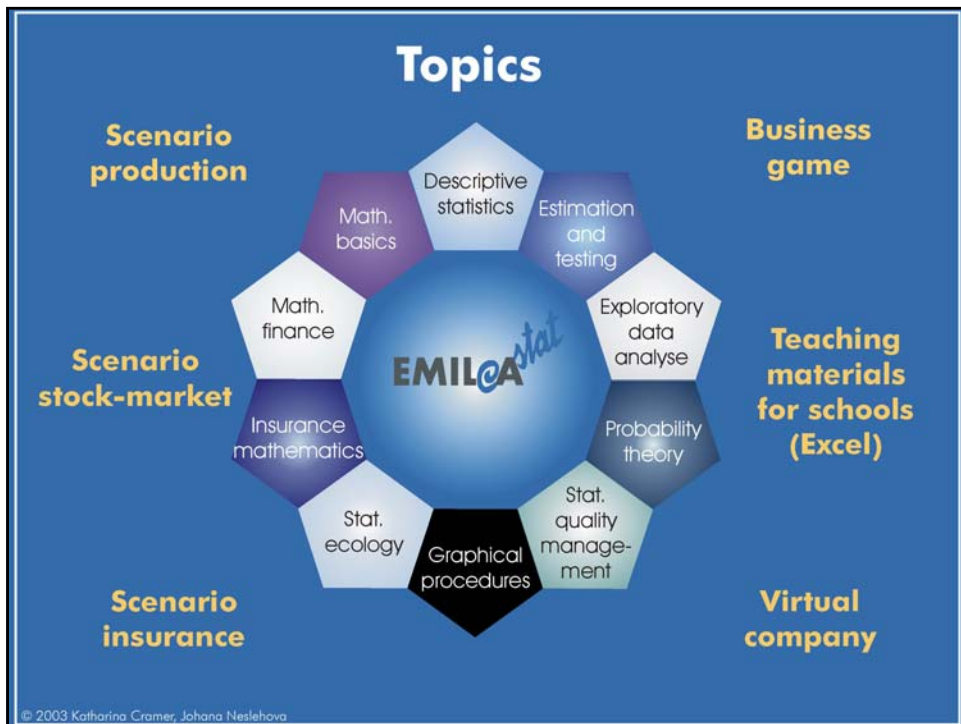 Topics
Scenario
production
Business
game
Descriptive
statistics
Estimation
and
testing
Math.
basics
Math.
finance
Exploratory
data
analyse
EMILeA stat
Scenario
stock-market
Teaching
materials
for schools
(Excel)
Insurance
mathematics
Probability
theory
Stat.
ecology
Graphical
procedures
Stat.
quality
manage-
ment
Scenario
insurance
Virtual
company
© 2003 Katharina Cramer, Johana Neslehova